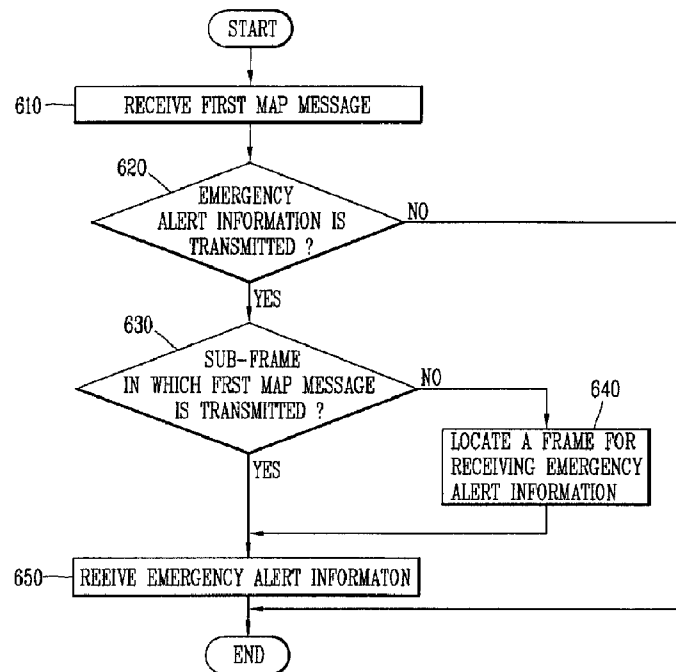 START
610
RECEIVE FIRST MAP MESSAGE
620
EMERGENCY
ALERT INFORMATION IS
TRANSMITTED ?
NO
YES
630
SUB-FRAME
IN WHICH FRST MAP MESSAGE
IS TRANSMITTED ?
NO
YES
640
LOCATE A FRAME FOR
RECEIVING EMERGENCY
ALERT INFORMATION
650
REEIVE EMERGENCY ALERT INFORMATON
END